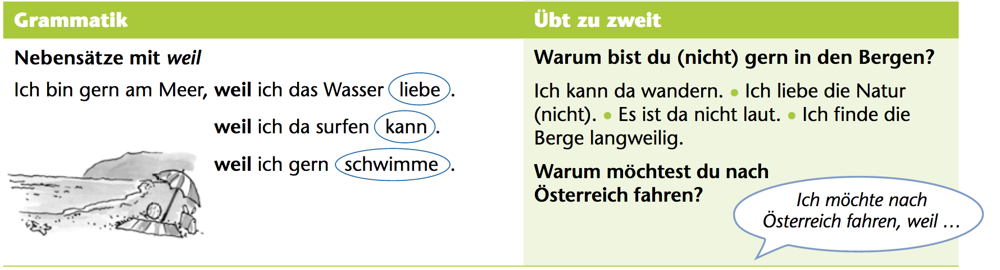 Grammatik
Nebensätze mit weil
Ich bin gern am Meer, weil ich das Wasser liebe.
weil ich da surfen kann.
weil ich gern schwimme.
Übt zu zweit
Warum bist du (nicht) gern in den Bergen?
Ich kann da wandern. • Ich liebe die Natur
(nicht). • Es ist da nicht laut. • Ich finde die
Berge langweilig.
Warum möchtest du nach
Österreich fahren?
Ich möchte nach
Österreich fahren, weil …